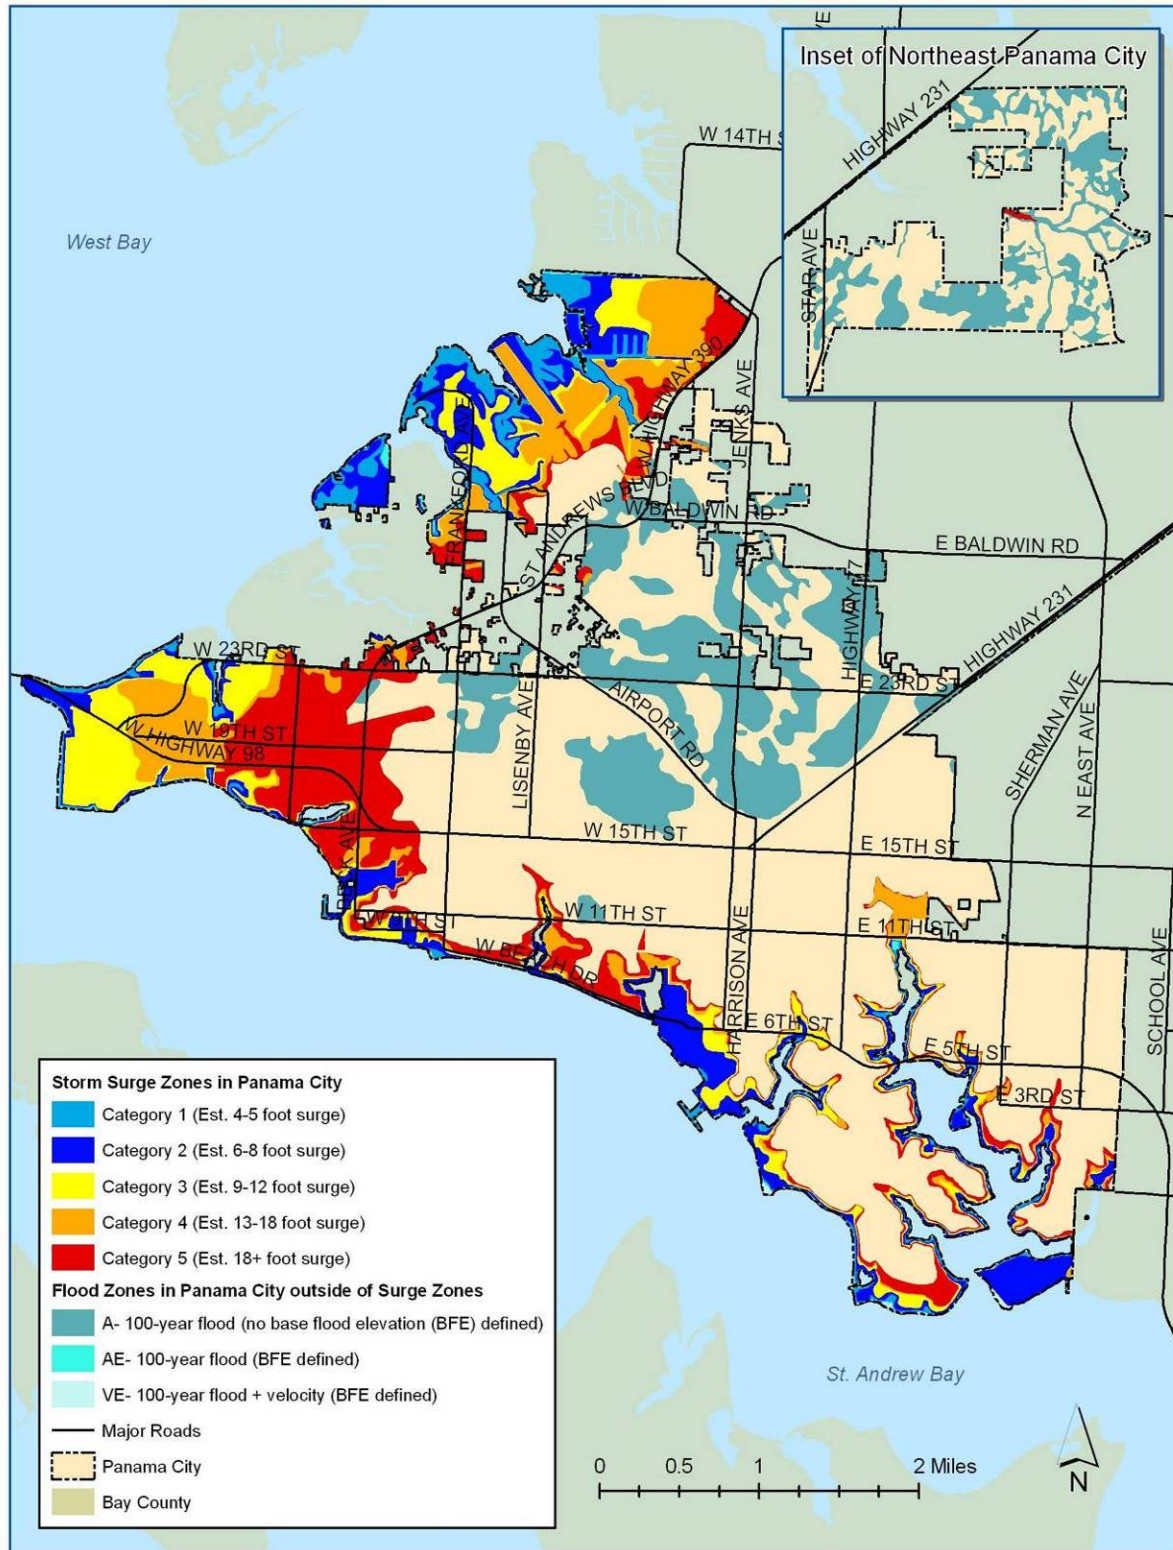 VE
Inset of Northeast Panama City
HIGHWAY 231
W 14TH S
STAR AVE
West Bay
W HIGHWAY 390
JENKS AVE
FRANKFORD AVE
ST ANDREWS BLVD
W BALDWIN RD
E BALDWIN RD
HIGHWAY 77
HIGHWAY 231
W 23RD ST
E 23RD ST
AIRPORT RD
LISENBY AVE
W 19TH ST
W HIGHWAY 98
SHERMAN AVE
N EAST AVE
W 15TH ST
E 15TH ST
BECK AVE
W 11TH ST
E 11TH ST
W BEACH DR
HARRISON AVE
SCHOOL AVE
E 6TH ST
E 5TH ST
E 3RD ST
Storm Surge Zones in Panama City
Category 1 (Est. 4-5 foot surge)
Category 2 (Est. 6-8 foot surge)
Category 3 (Est. 9-12 foot surge)
Category 4 (Est. 13-18 foot surge)
Category 5 (Est. 18+ foot surge)
Flood Zones in Panama City outside of Surge Zones
A- 100-year flood (no base flood elevation (BFE) defined)
AE- 100-year flood (BFE defined)
VE- 100-year flood + velocity (BFE defined)
Major Roads
Panama City
Bay County
St. Andrew Bay
0 0.5 1 2 Miles
N